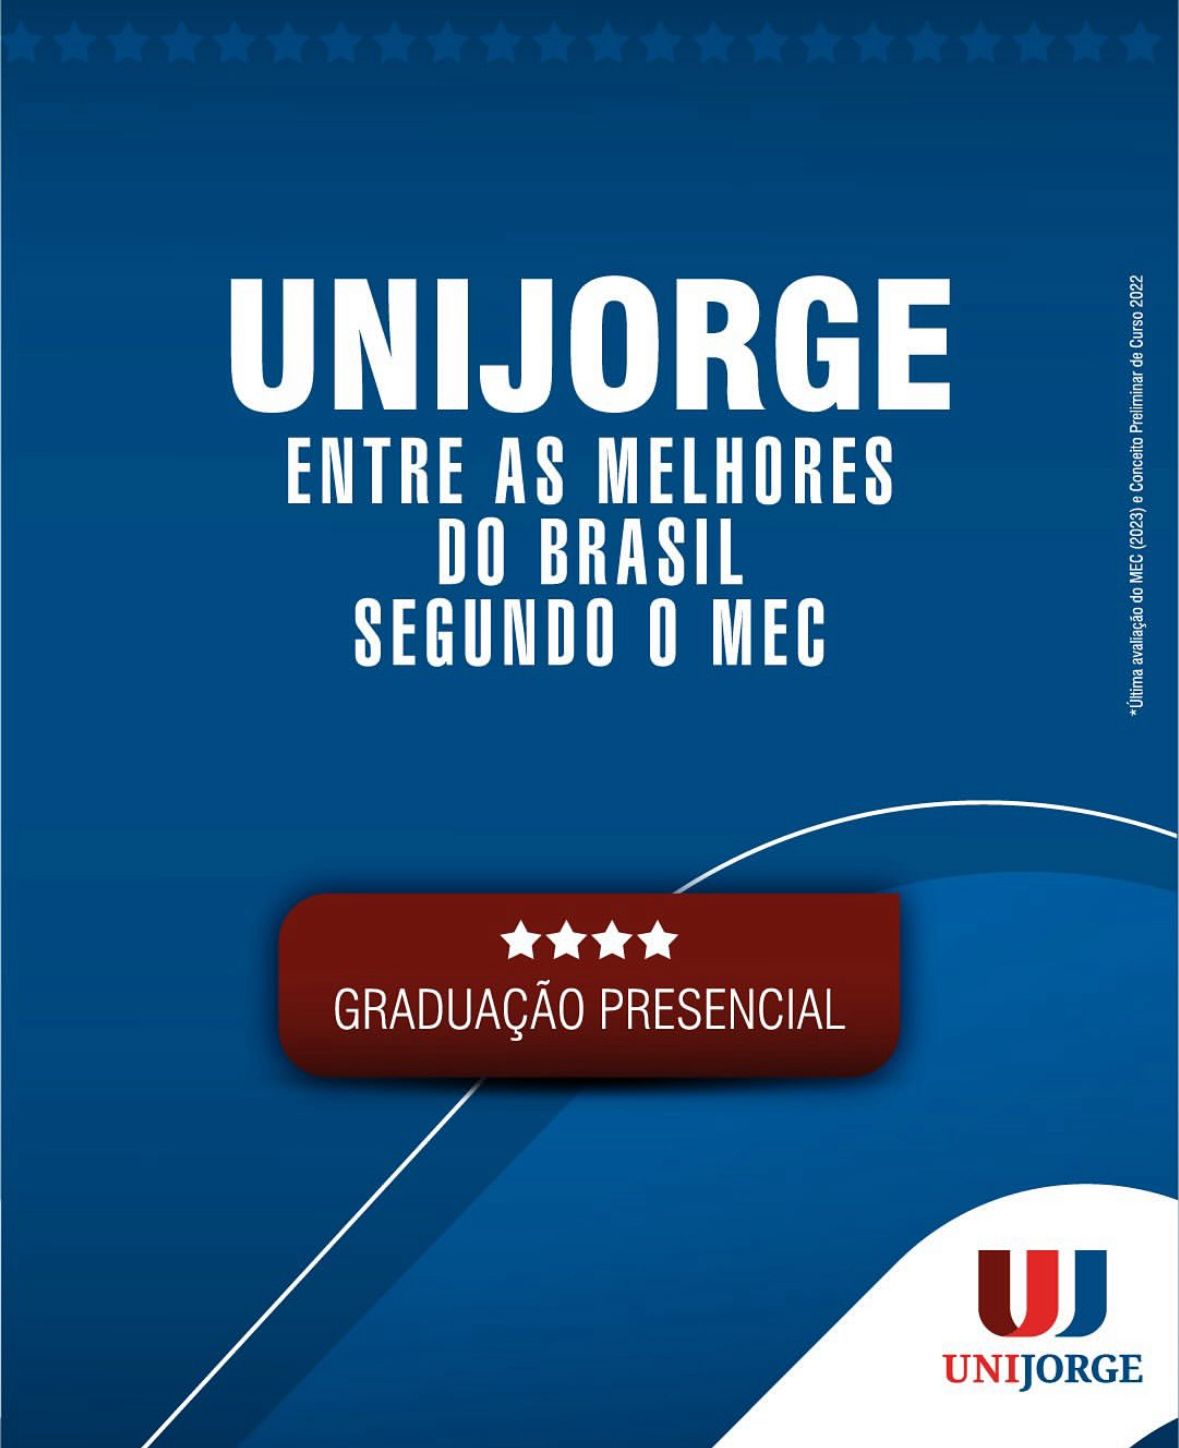 UNIJORGE
ENTRE AS MELHORES
DO BRASIL
SEGUNDO O MEC
*Última avaliação do MEC (2023) e Conceito Preliminar de Curso 2022
GRADUAÇÃO PRESENCIAL
UNIJORGE